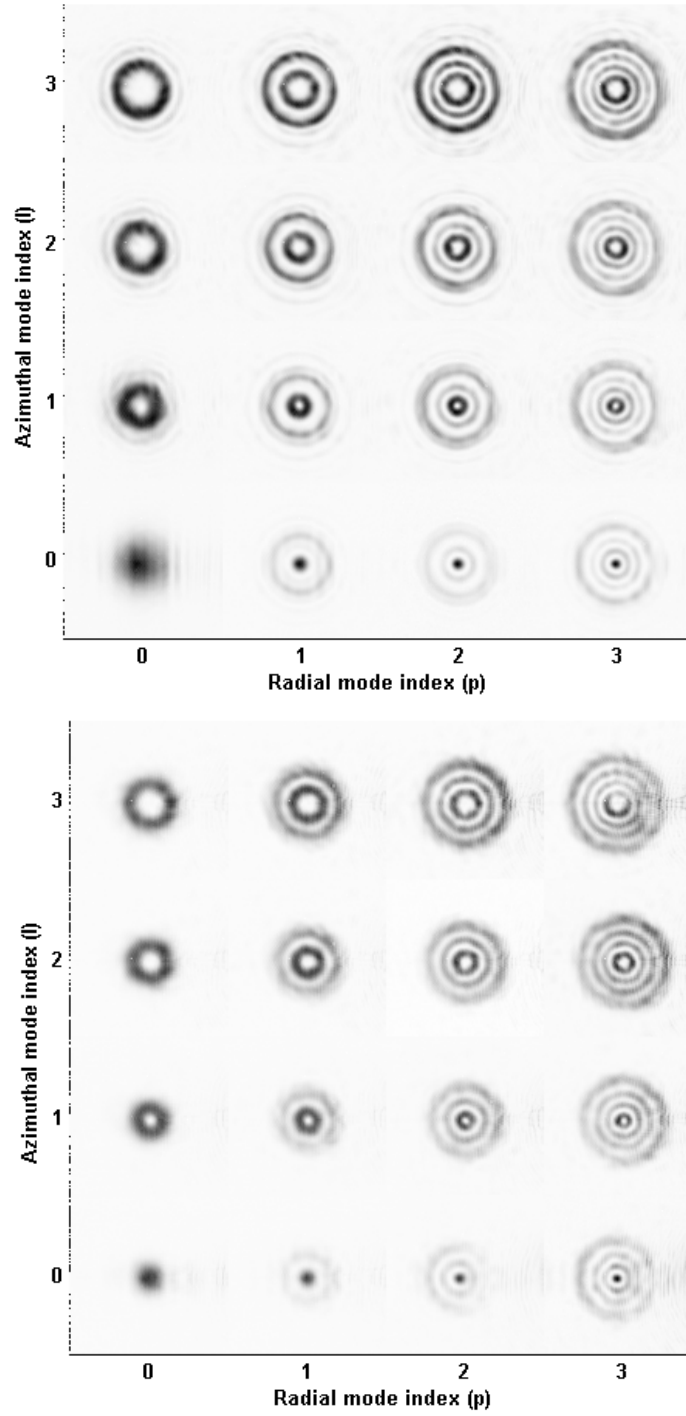 3
2
Azimuthal mode index (l)
1
0
0 1 2 3
Radial mode index (p)
3
2
Azimuthal mode index (l)
1
0
0 1 2 3
Radial mode index (p)